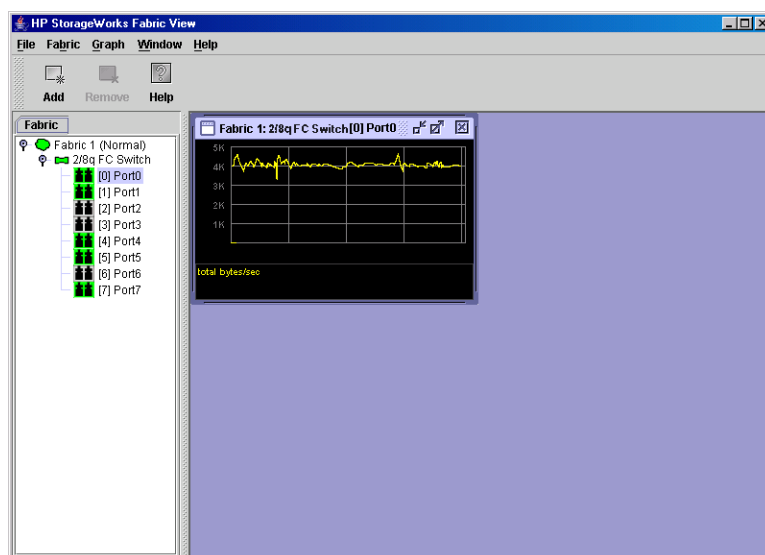 HP StorageWorks Fabric View
File Fabric Graph Window Help
Add Remove Help
Fabric
Fabric 1 (Normal)
2/8q FC Switch
[0] Port0
[1] Port1
[2] Port2
[3] Port3
[4] Port4
[5] Port5
[6] Port6
[7] Port7
Fabric 1: 2/8q FC Switch[0] Port0
5K
4K
3K
2K
1K
total bytes/sec